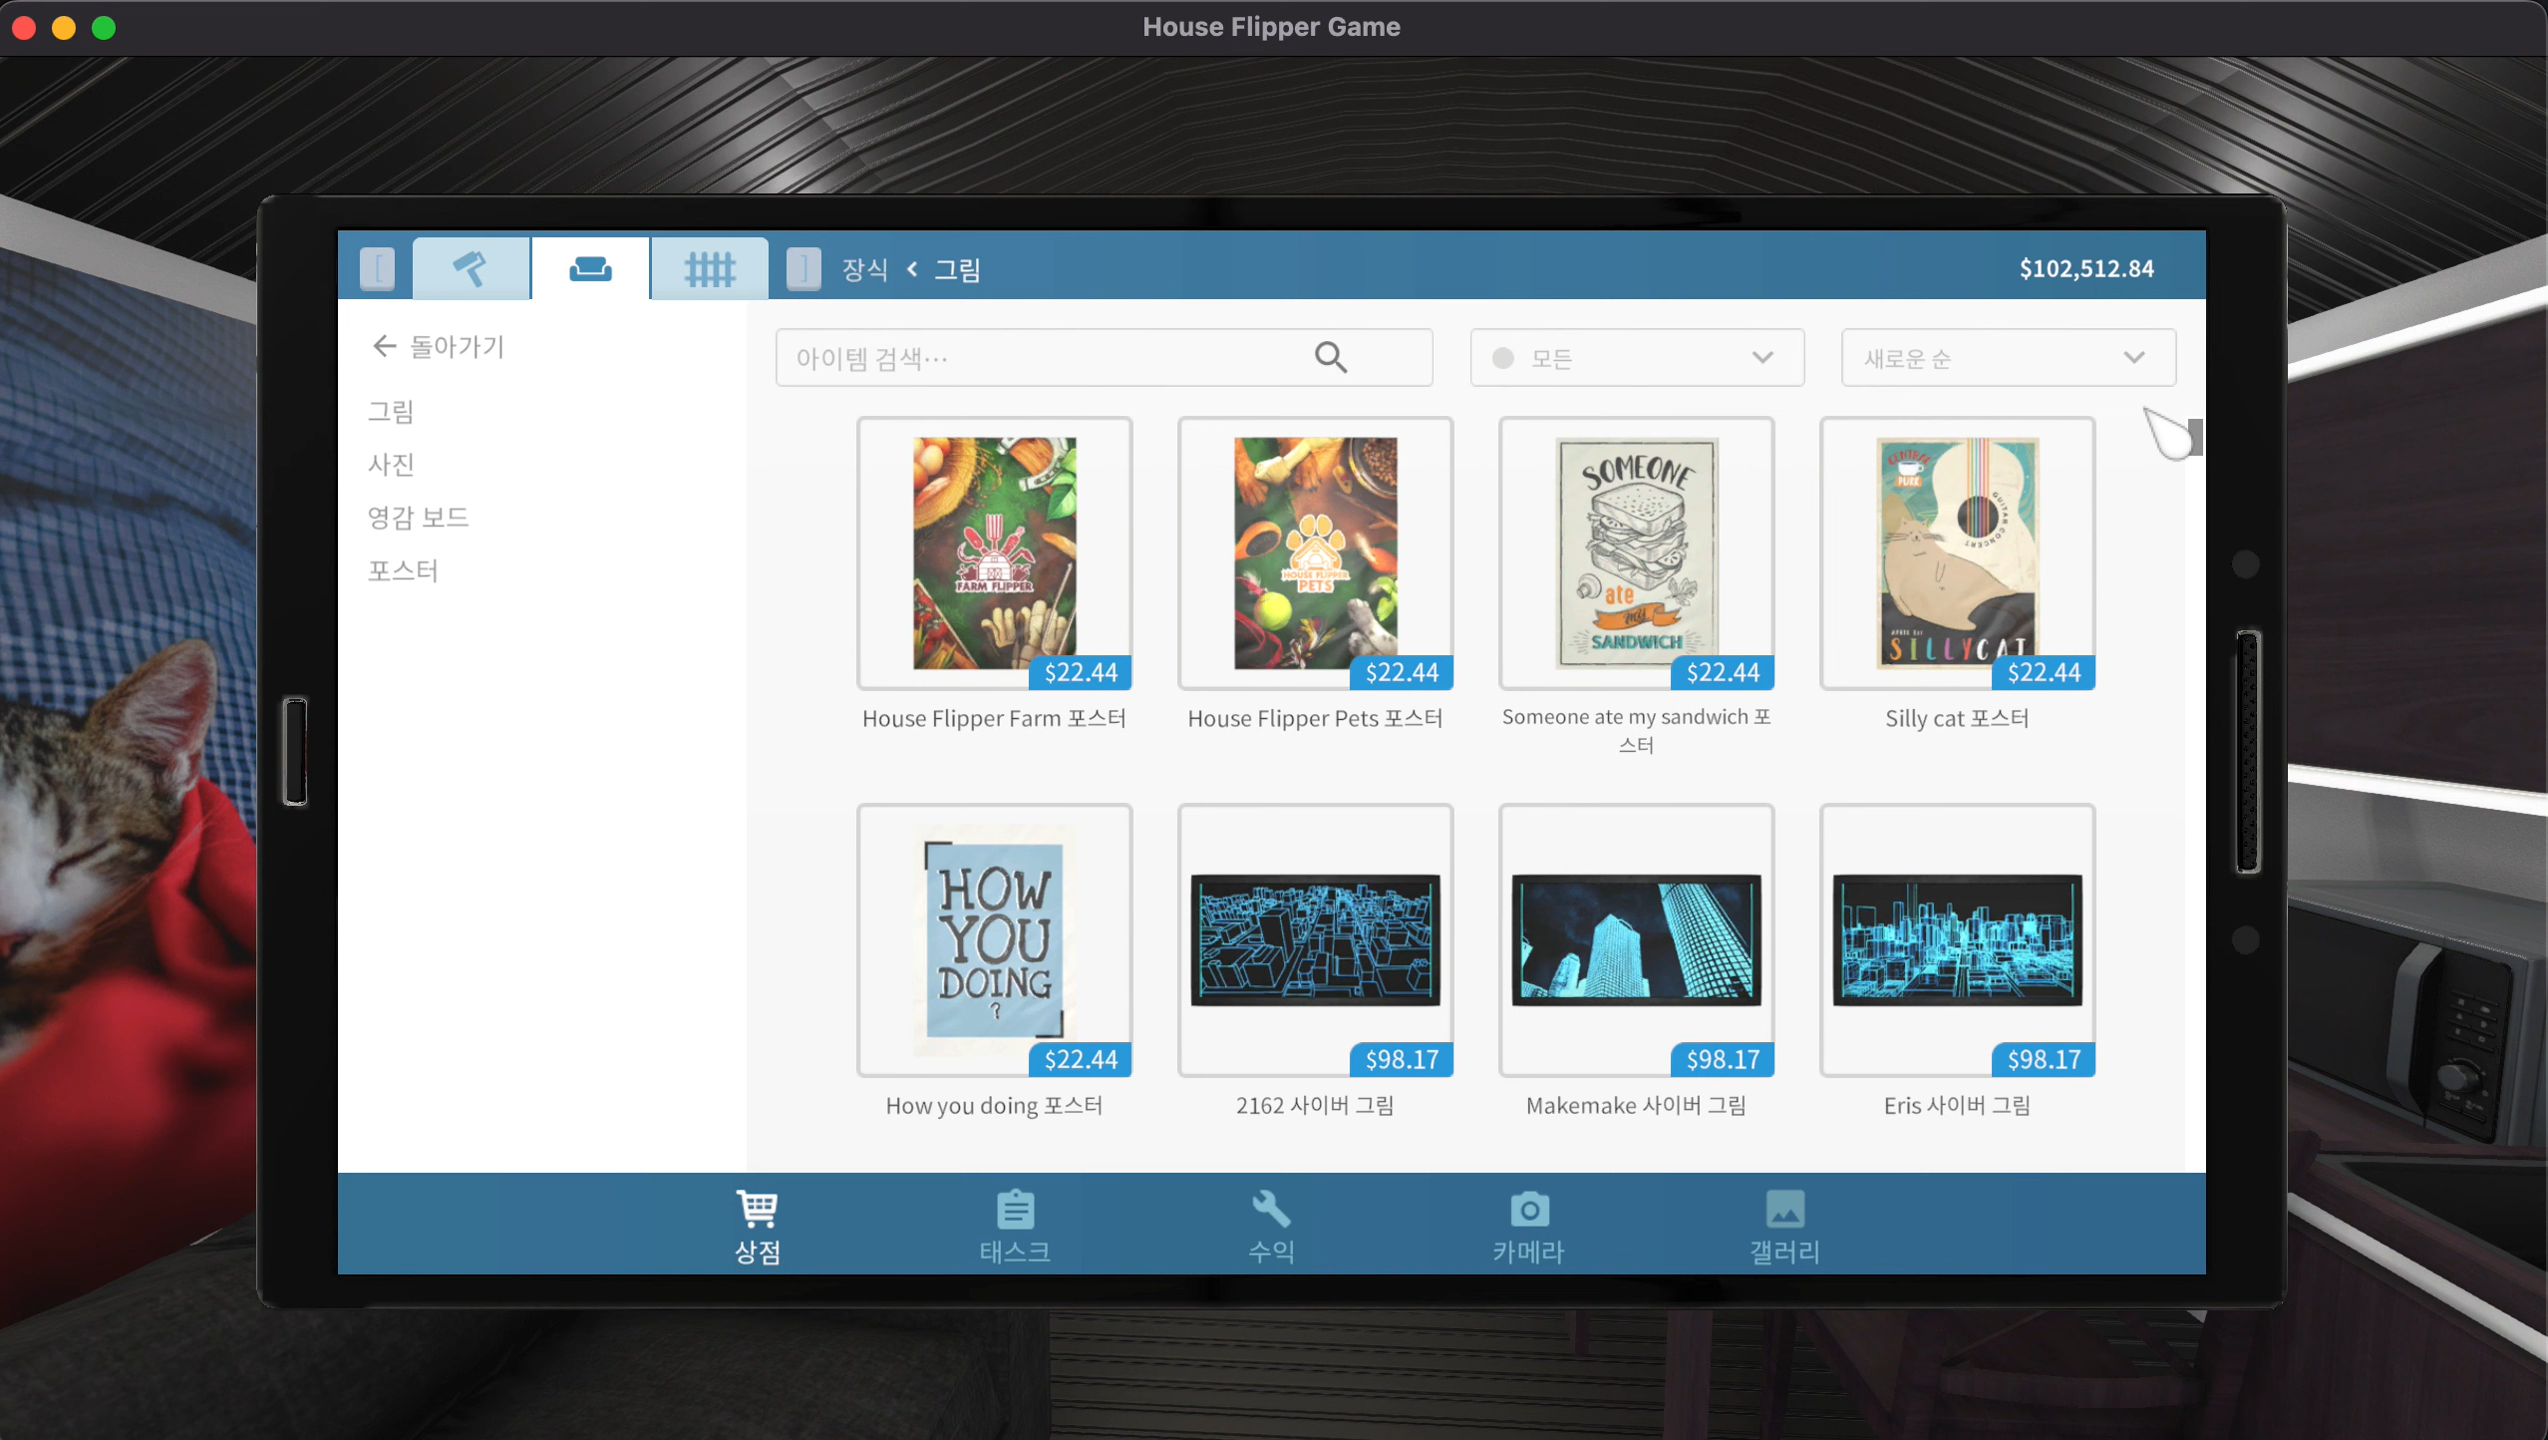 House Flipper Game
[
]
장식 < 그림
$102,512.84
돌아가기
그림
사진
영감 보드
포스터
아이템 검색...
모든
새로운 순
FARM FLIPPER
$22.44
House Flipper Farm 포스터
HOUSE FLIPPER
PETS
$22.44
House Flipper Pets 포스터
SOMEONE
ate
my
SANDWICH
$22.44
Someone ate my sandwich 포
스터
CENTRAL
PURK
GUITAR CONCERT
SILLYCAT
$22.44
Silly cat 포스터
HOW
YOU
DOING
?
$22.44
How you doing 포스터
$98.17
2162 사이버 그림
$98.17
Makemake 사이버 그림
$98.17
Eris 사이버 그림
상점
태스크
수익
카메라
갤러리